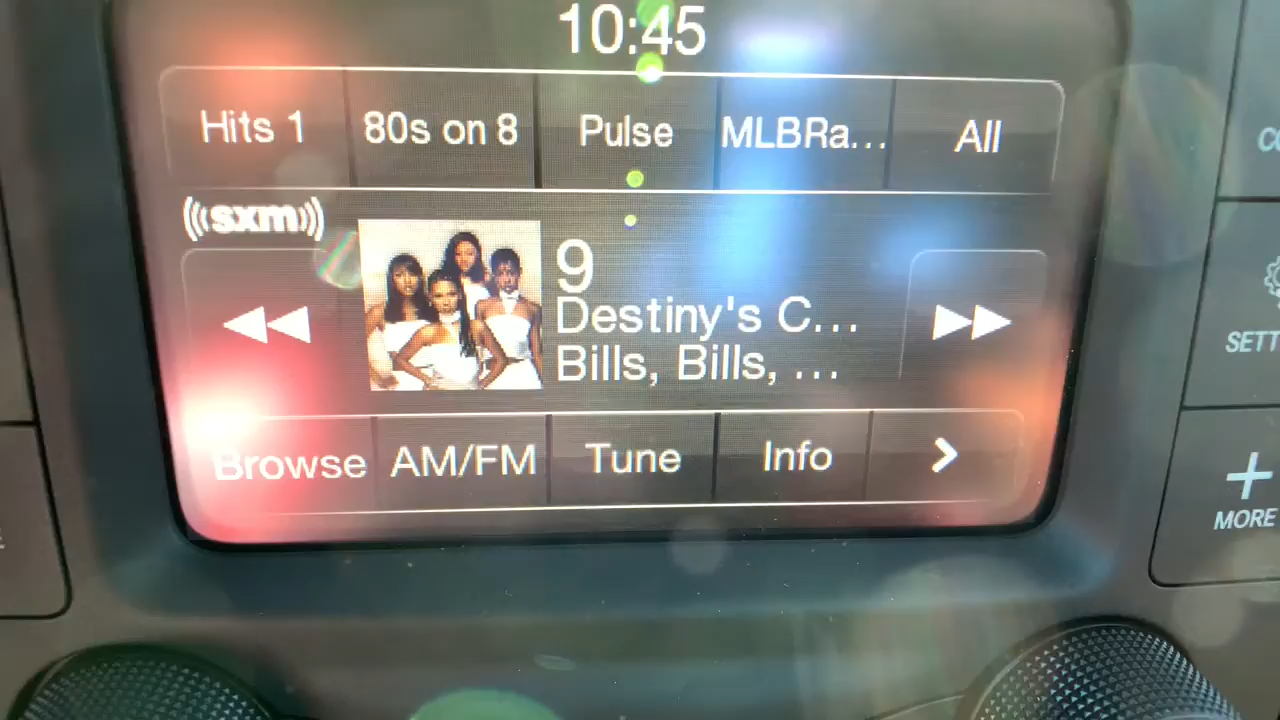 10:45
Hits 1
80s on 8
Pulse
MLBRa...
All
((sxm))
9
Destiny's C...
Bills, Bills, ...
Browse
AM/FM
Tune
Info
MORE